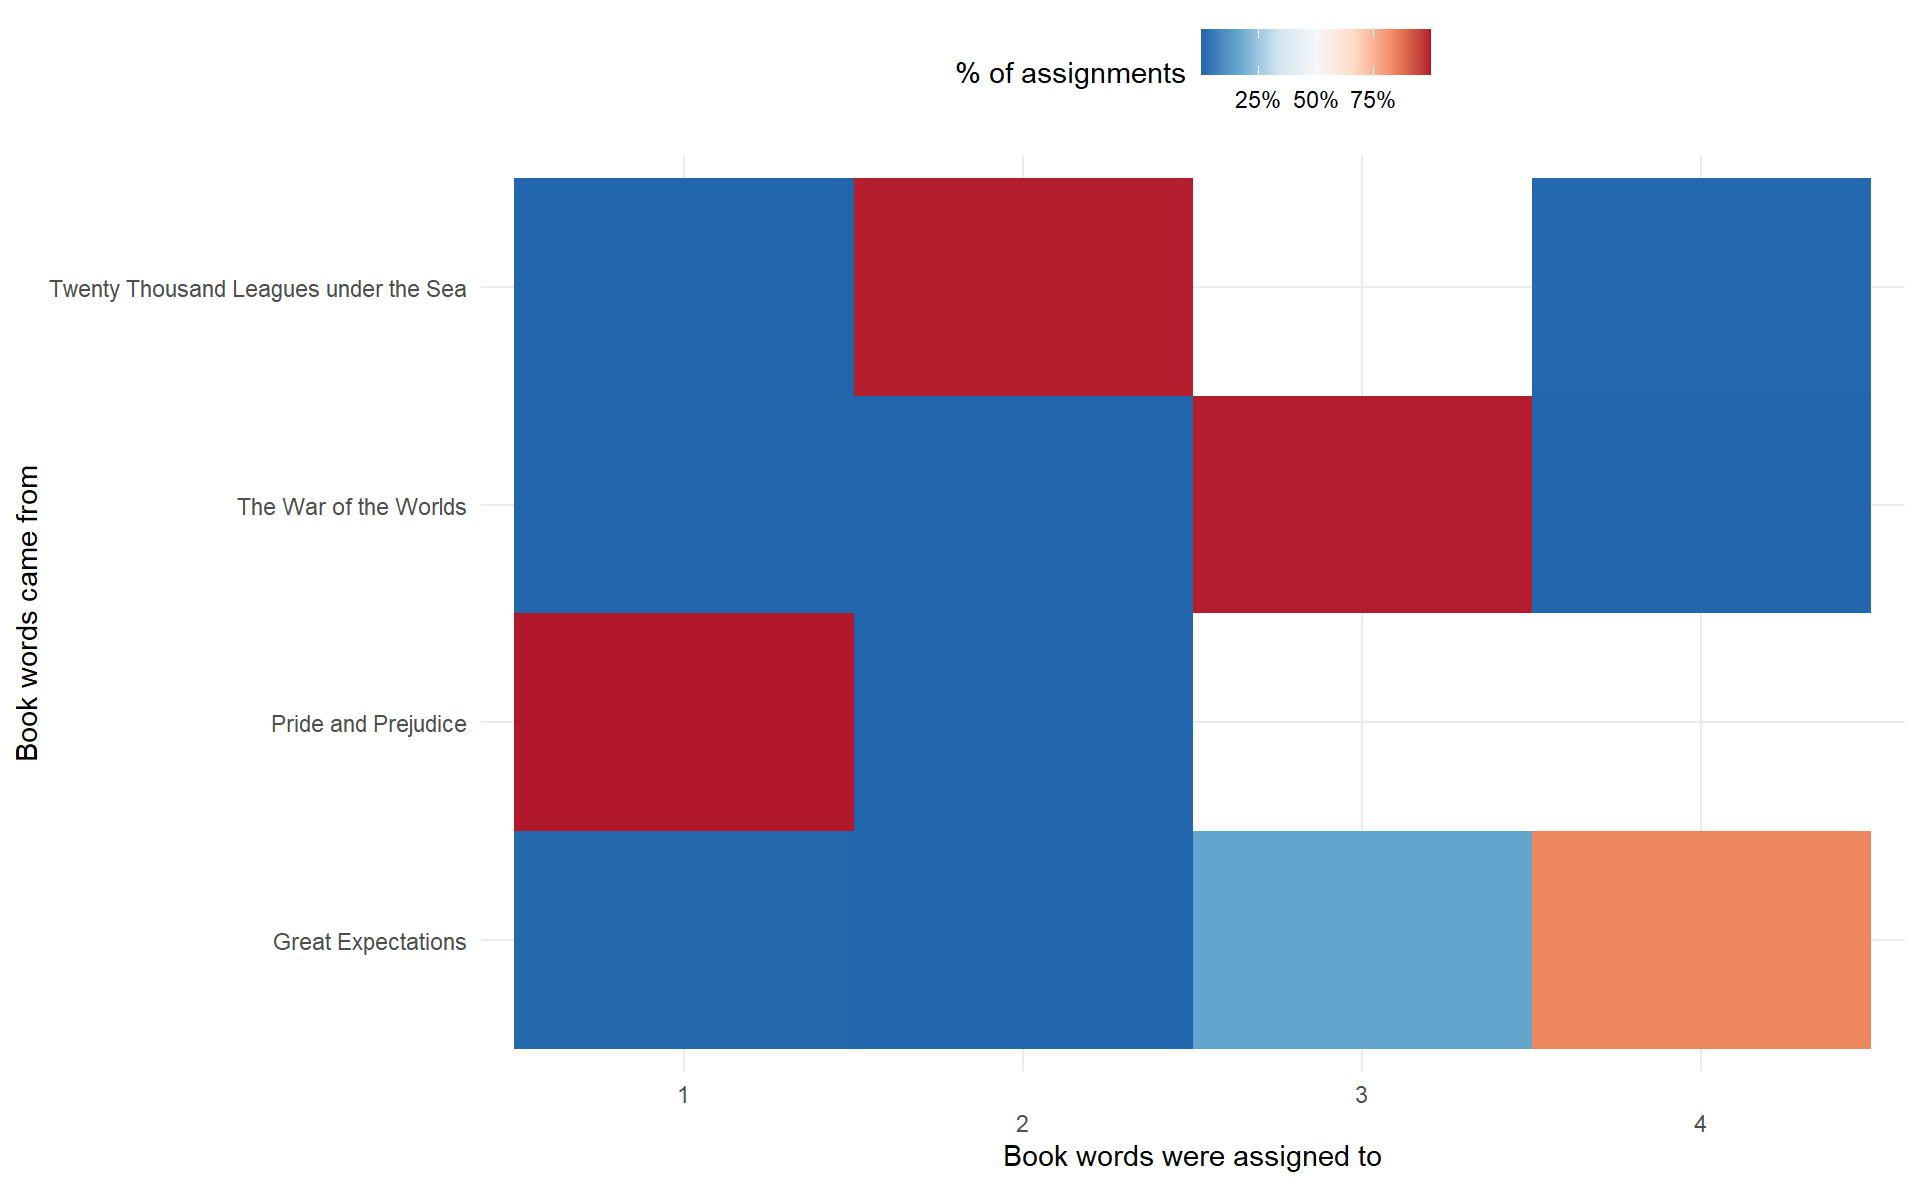 % of assignments
25% 50% 75%
Twenty Thousand Leagues under the Sea
The War of the Worlds
Pride and Prejudice
Great Expectations
Book words came from
1
3
2
4
Book words were assigned to